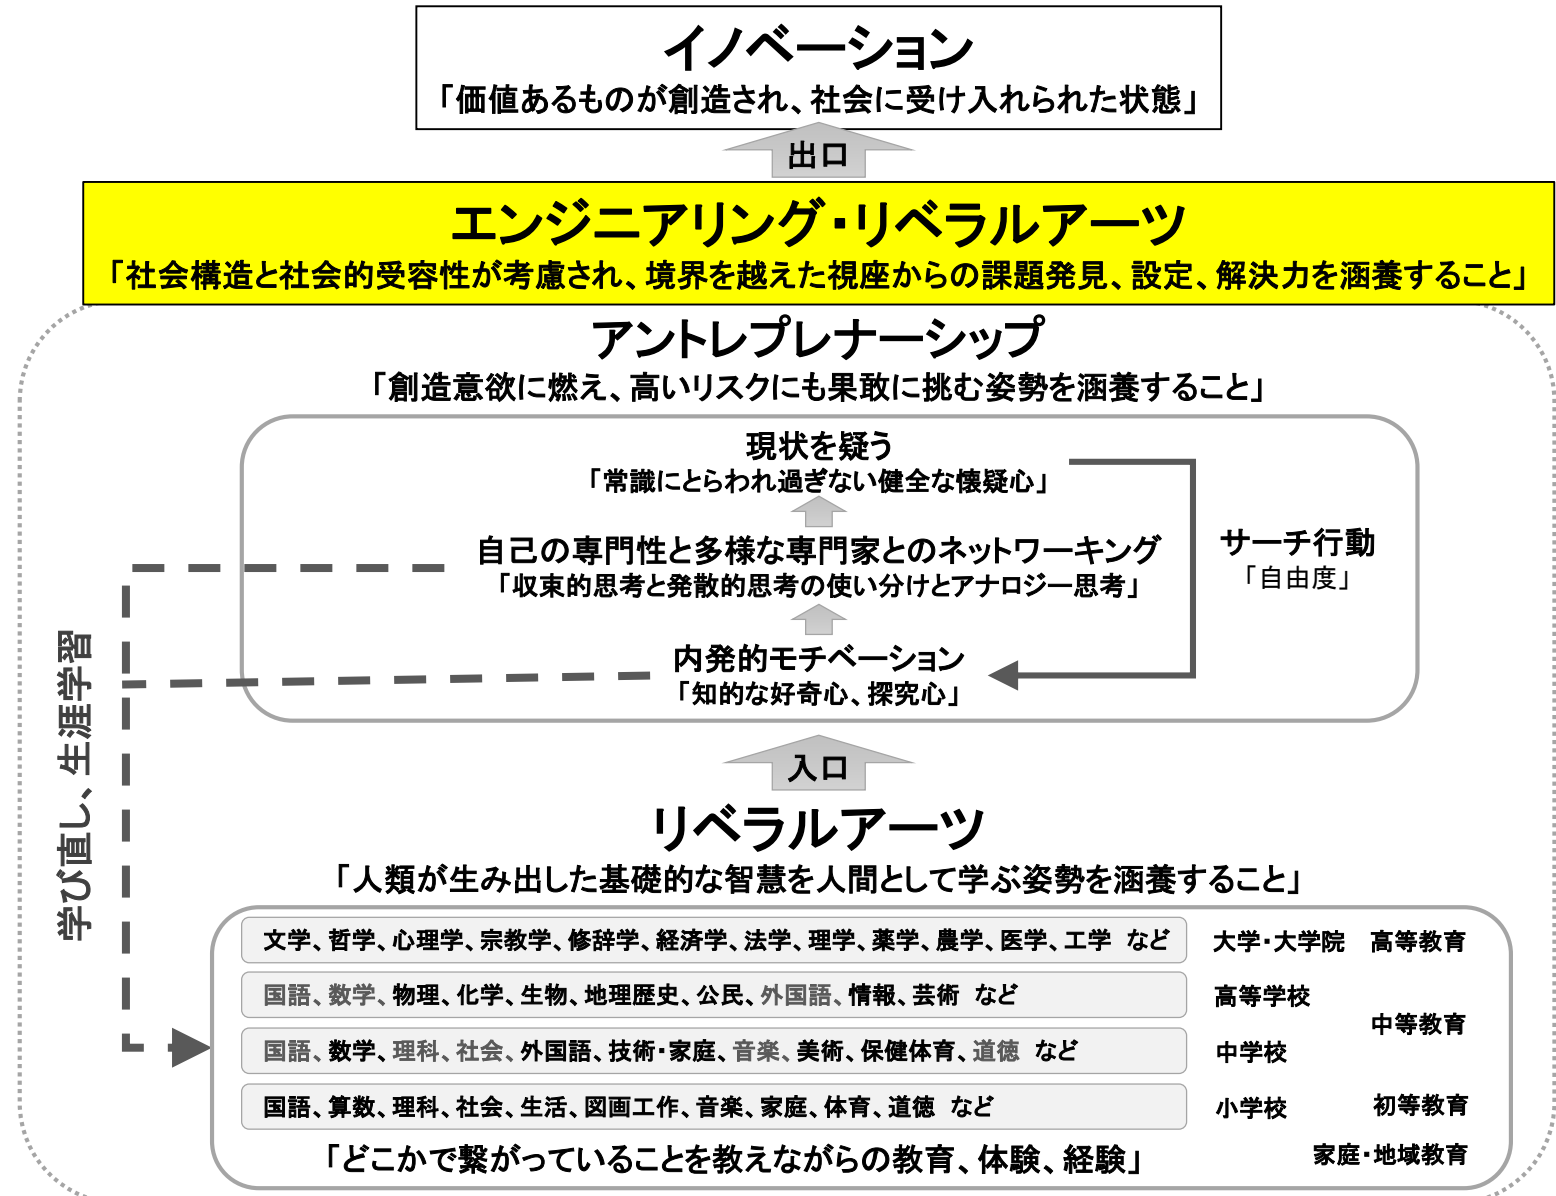 イノベーション
「価値あるものが創造され、社会に受け入れられた状態」
出口
エンジニアリング・リベラルアーツ
「社会構造と社会的受容性が考慮され、境界を越えた視座からの課題発見、設定、解決力を涵養すること」
アントレプレナーシップ
「創造意欲に燃え、高いリスクにも果敢に挑む姿勢を涵養すること」
現状を疑う
「常識にとらわれ過ぎない健全な懐疑心」
自己の専門性と多様な専門家とのネットワーキング
「収束的思考と発散的思考の使い分けとアナロジー思考」
サーチ行動
「自由度」
内発的モチベーション
「知的な好奇心、探究心」
学び直し、生涯学習
入口
リベラルアーツ
「人類が生み出した基礎的な智慧を人間として学ぶ姿勢を涵養すること」
文学、哲学、心理学、宗教学、修辞学、経済学、法学、理学、薬学、農学、医学、工学 など 大学・大学院 高等教育
国語、数学、物理、化学、生物、地理歴史、公民、外国語、情報、芸術 など 高等学校
中等教育
国語、数学、理科、社会、外国語、技術・家庭、音楽、美術、保健体育、道徳 など 中学校
国語、算数、理科、社会、生活、図画工作、音楽、家庭、体育、道徳 など 小学校 初等教育
「どこかで繋がっていることを教えながらの教育、体験、経験」 家庭・地域教育